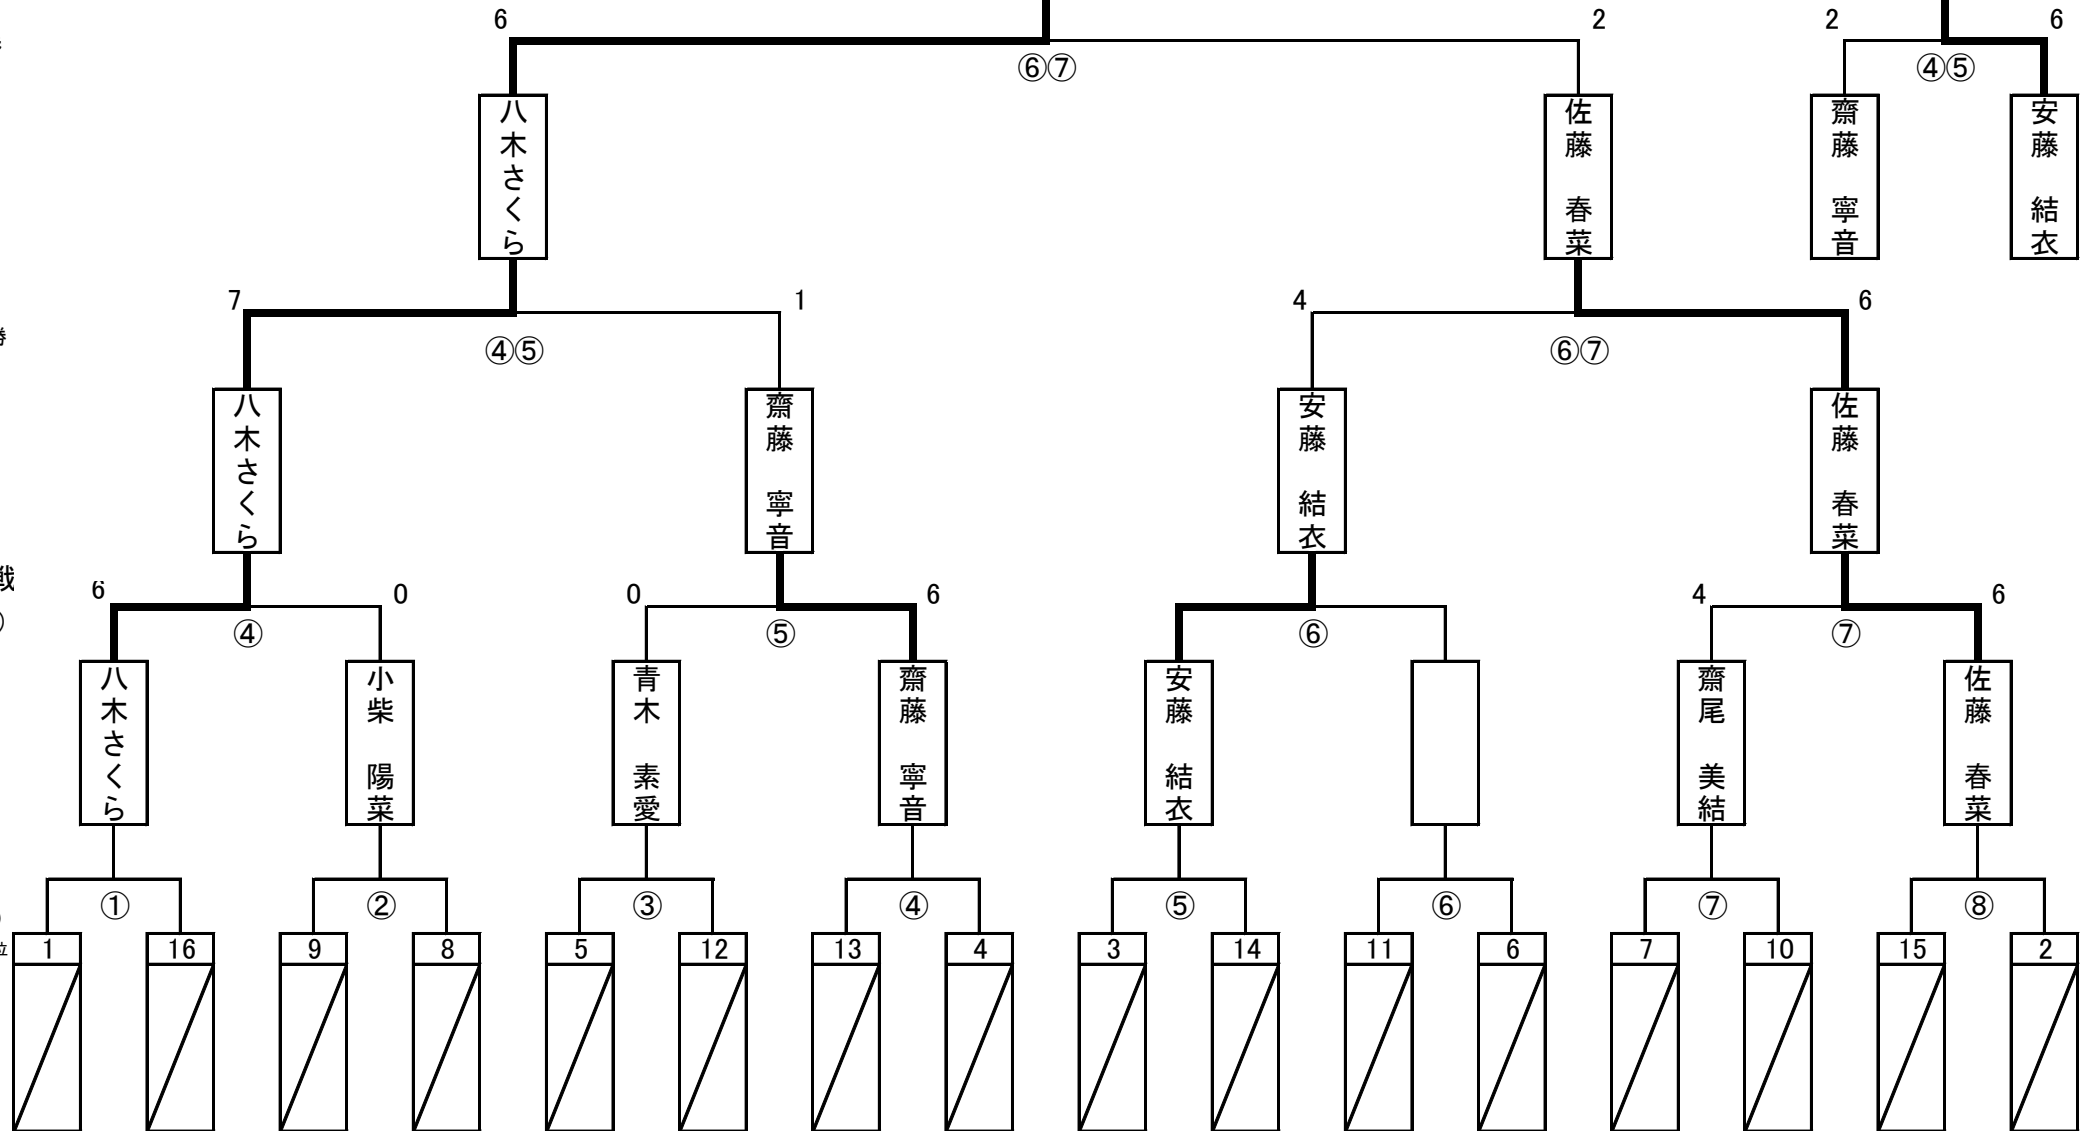 6 2 2 6
⑥⑦ ④⑤
八木さくら
佐藤 春菜
齋藤 寧音
安藤 結衣
7 1 4 6
勝
④⑤ ⑥⑦
八木さくら
齋藤 寧音
安藤 結衣
佐藤 春菜
戦
6 0 0 6 4 6
④ ⑤ ⑥ ⑦
八木さくら
小柴 陽菜
青木 素愛
齋藤 寧音
安藤 結衣
齋尾 美結
佐藤 春菜
① ② ③ ④ ⑤ ⑥ ⑦ ⑧
位 1 16 9 8 5 12 13 4 3 14 11 6 7 10 15 2